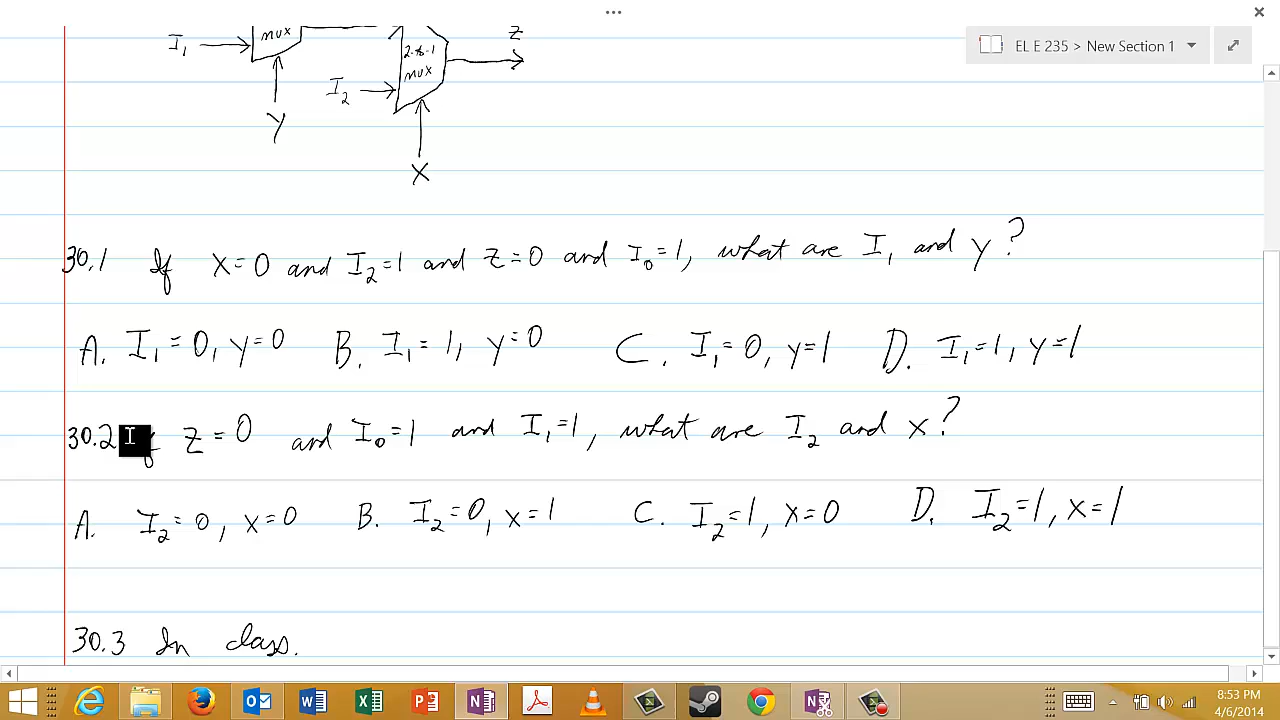 ...
EL E 235 > New Section 1
mux
I₁
2-to-1
mux
Z
I₂
Y
X
30.1 If X=0 and I₂=1 and Z=0 and I₀=1, what are I₁ and y?
A. I₁=0, y=0 B. I₁=1, y=0 C. I₁=0, y=1 D. I₁=1, y=1
30.2 If Z=0 and I₀=1 and I₁=1, what are I₂ and x?
A. I₂=0, x=0 B. I₂=0, x=1 C. I₂=1, x=0 D. I₂=1, x=1
30.3 In class.
8:53 PM
4/6/2014